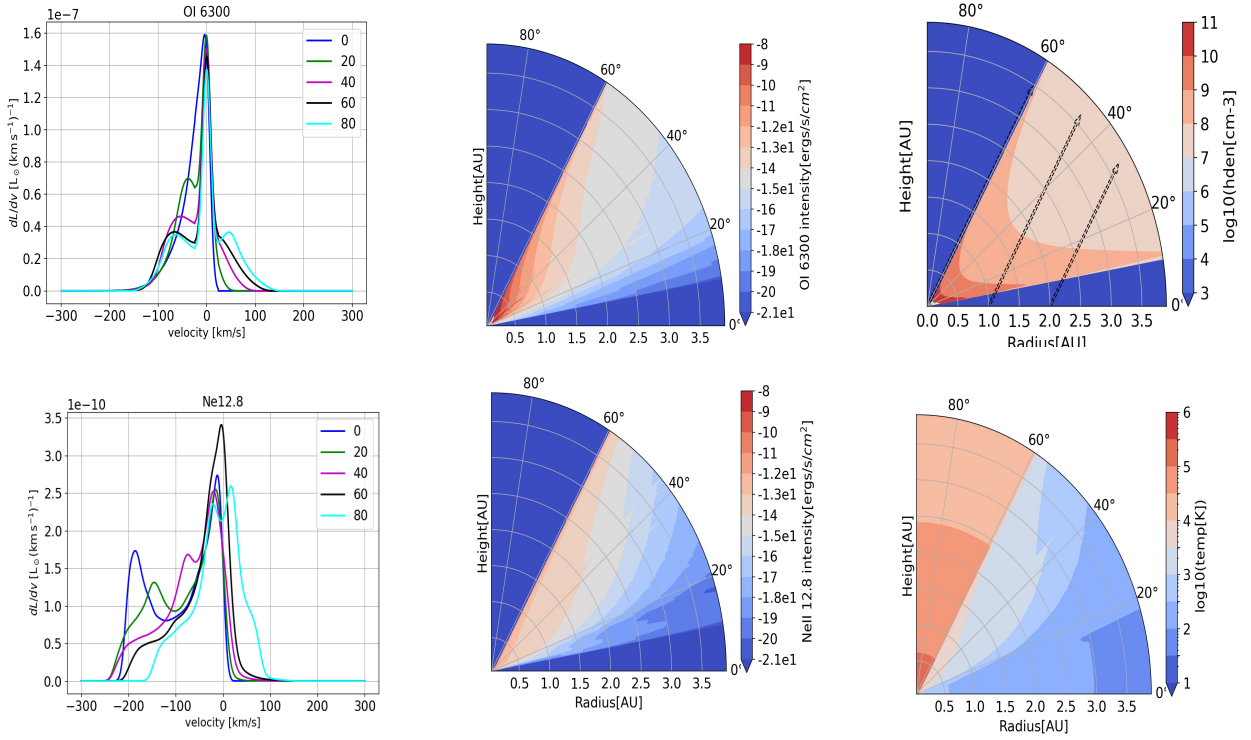 1e−7
OI 6300
dL/dv [L⊙(km s⁻¹)⁻¹]
1.6
1.4
1.2
1.0
0.8
0.6
0.4
0.2
0.0
0
20
40
60
80
−300 −200 −100 0 100 200 300
velocity [km/s]
80°
60°
40°
20°
0°
Height[AU]
0.5 1.0 1.5 2.0 2.5 3.0 3.5
-8
-9
-10
-11
-1.2e1
-1.3e1
-14
-1.5e1
-16
-17
-1.8e1
-19
-20
-2.1e1
OI 6300 intensity[ergs/s/cm²]
80°
60°
40°
20°
0°
Height[AU]
0.0 0.5 1.0 1.5 2.0 2.5 3.0 3.5
Radius[AU]
11
10
9
8
7
6
5
4
3
log10(hden[cm-3])
1e−10
Ne12.8
dL/dv [L⊙(km s⁻¹)⁻¹]
3.5
3.0
2.5
2.0
1.5
1.0
0.5
0.0
0
20
40
60
80
−300 −200 −100 0 100 200 300
velocity [km/s]
80°
60°
40°
20°
0°
Height[AU]
0.5 1.0 1.5 2.0 2.5 3.0 3.5
Radius[AU]
-8
-9
-10
-11
-1.2e1
-13e1
-14
-1.5e1
-16
-17
-18e1
-19
-20
-2.1e1
NeII 12.8 intensity[ergs/s/cm²]
80°
60°
40°
20°
0°
Height[AU]
0.5 1.0 1.5 2.0 2.5 3.0 3.5
Radius[AU]
6
5
4
3
2
1
log10(temp[K])